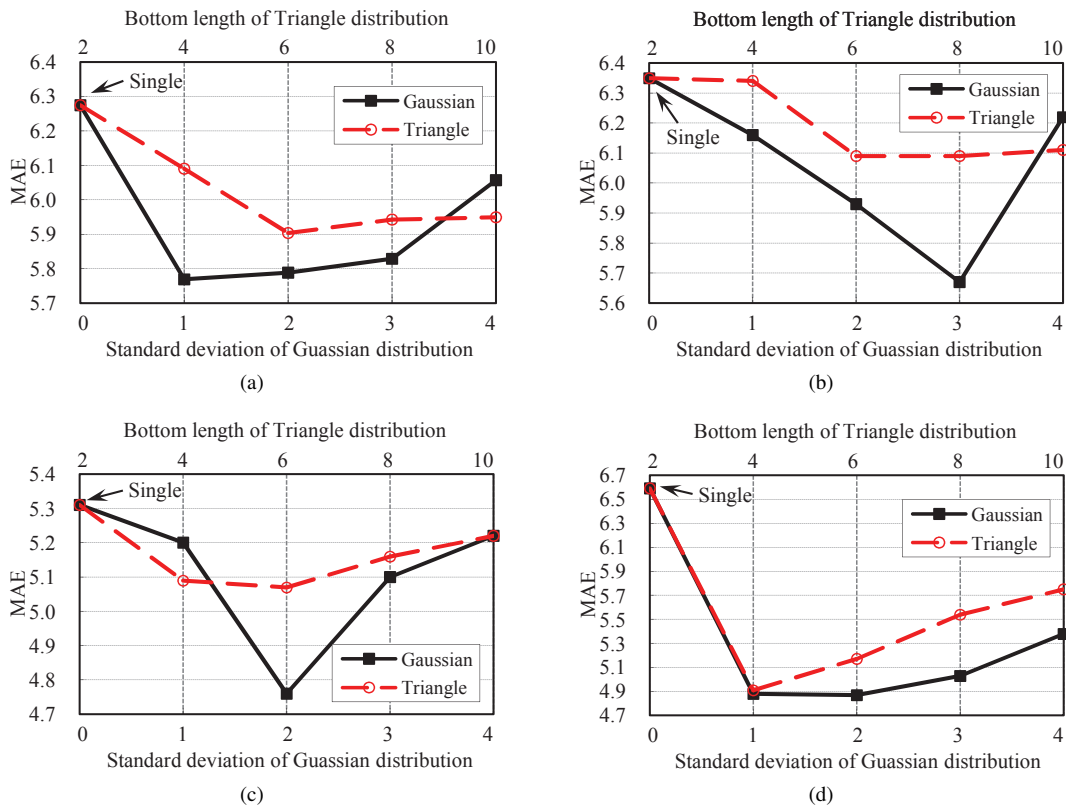 Bottom length of Triangle distribution
2 4 6 8 10
6.4
6.3
6.2
6.1
6.0
5.9
5.8
5.7
MAE
Single
Gaussian
Triangle
0 1 2 3 4
Standard deviation of Guassian distribution
(a)
Bottom length of Triangle distribution
2 4 6 8 10
6.4
6.3
6.2
6.1
6.0
5.9
5.8
5.7
5.6
MAE
Single
Gaussian
Triangle
0 1 2 3 4
Standard deviation of Guassian distribution
(b)
Bottom length of Triangle distribution
2 4 6 8 10
5.4
5.3
5.2
5.1
5.0
4.9
4.8
4.7
MAE
Single
Gaussian
Triangle
0 1 2 3 4
Standard deviation of Guassian distribution
(c)
Bottom length of Triangle distribution
2 4 6 8 10
6.7
6.5
6.3
6.1
5.9
5.7
5.5
5.3
5.1
4.9
4.7
MAE
Single
Gaussian
Triangle
0 1 2 3 4
Standard deviation of Guassian distribution
(d)